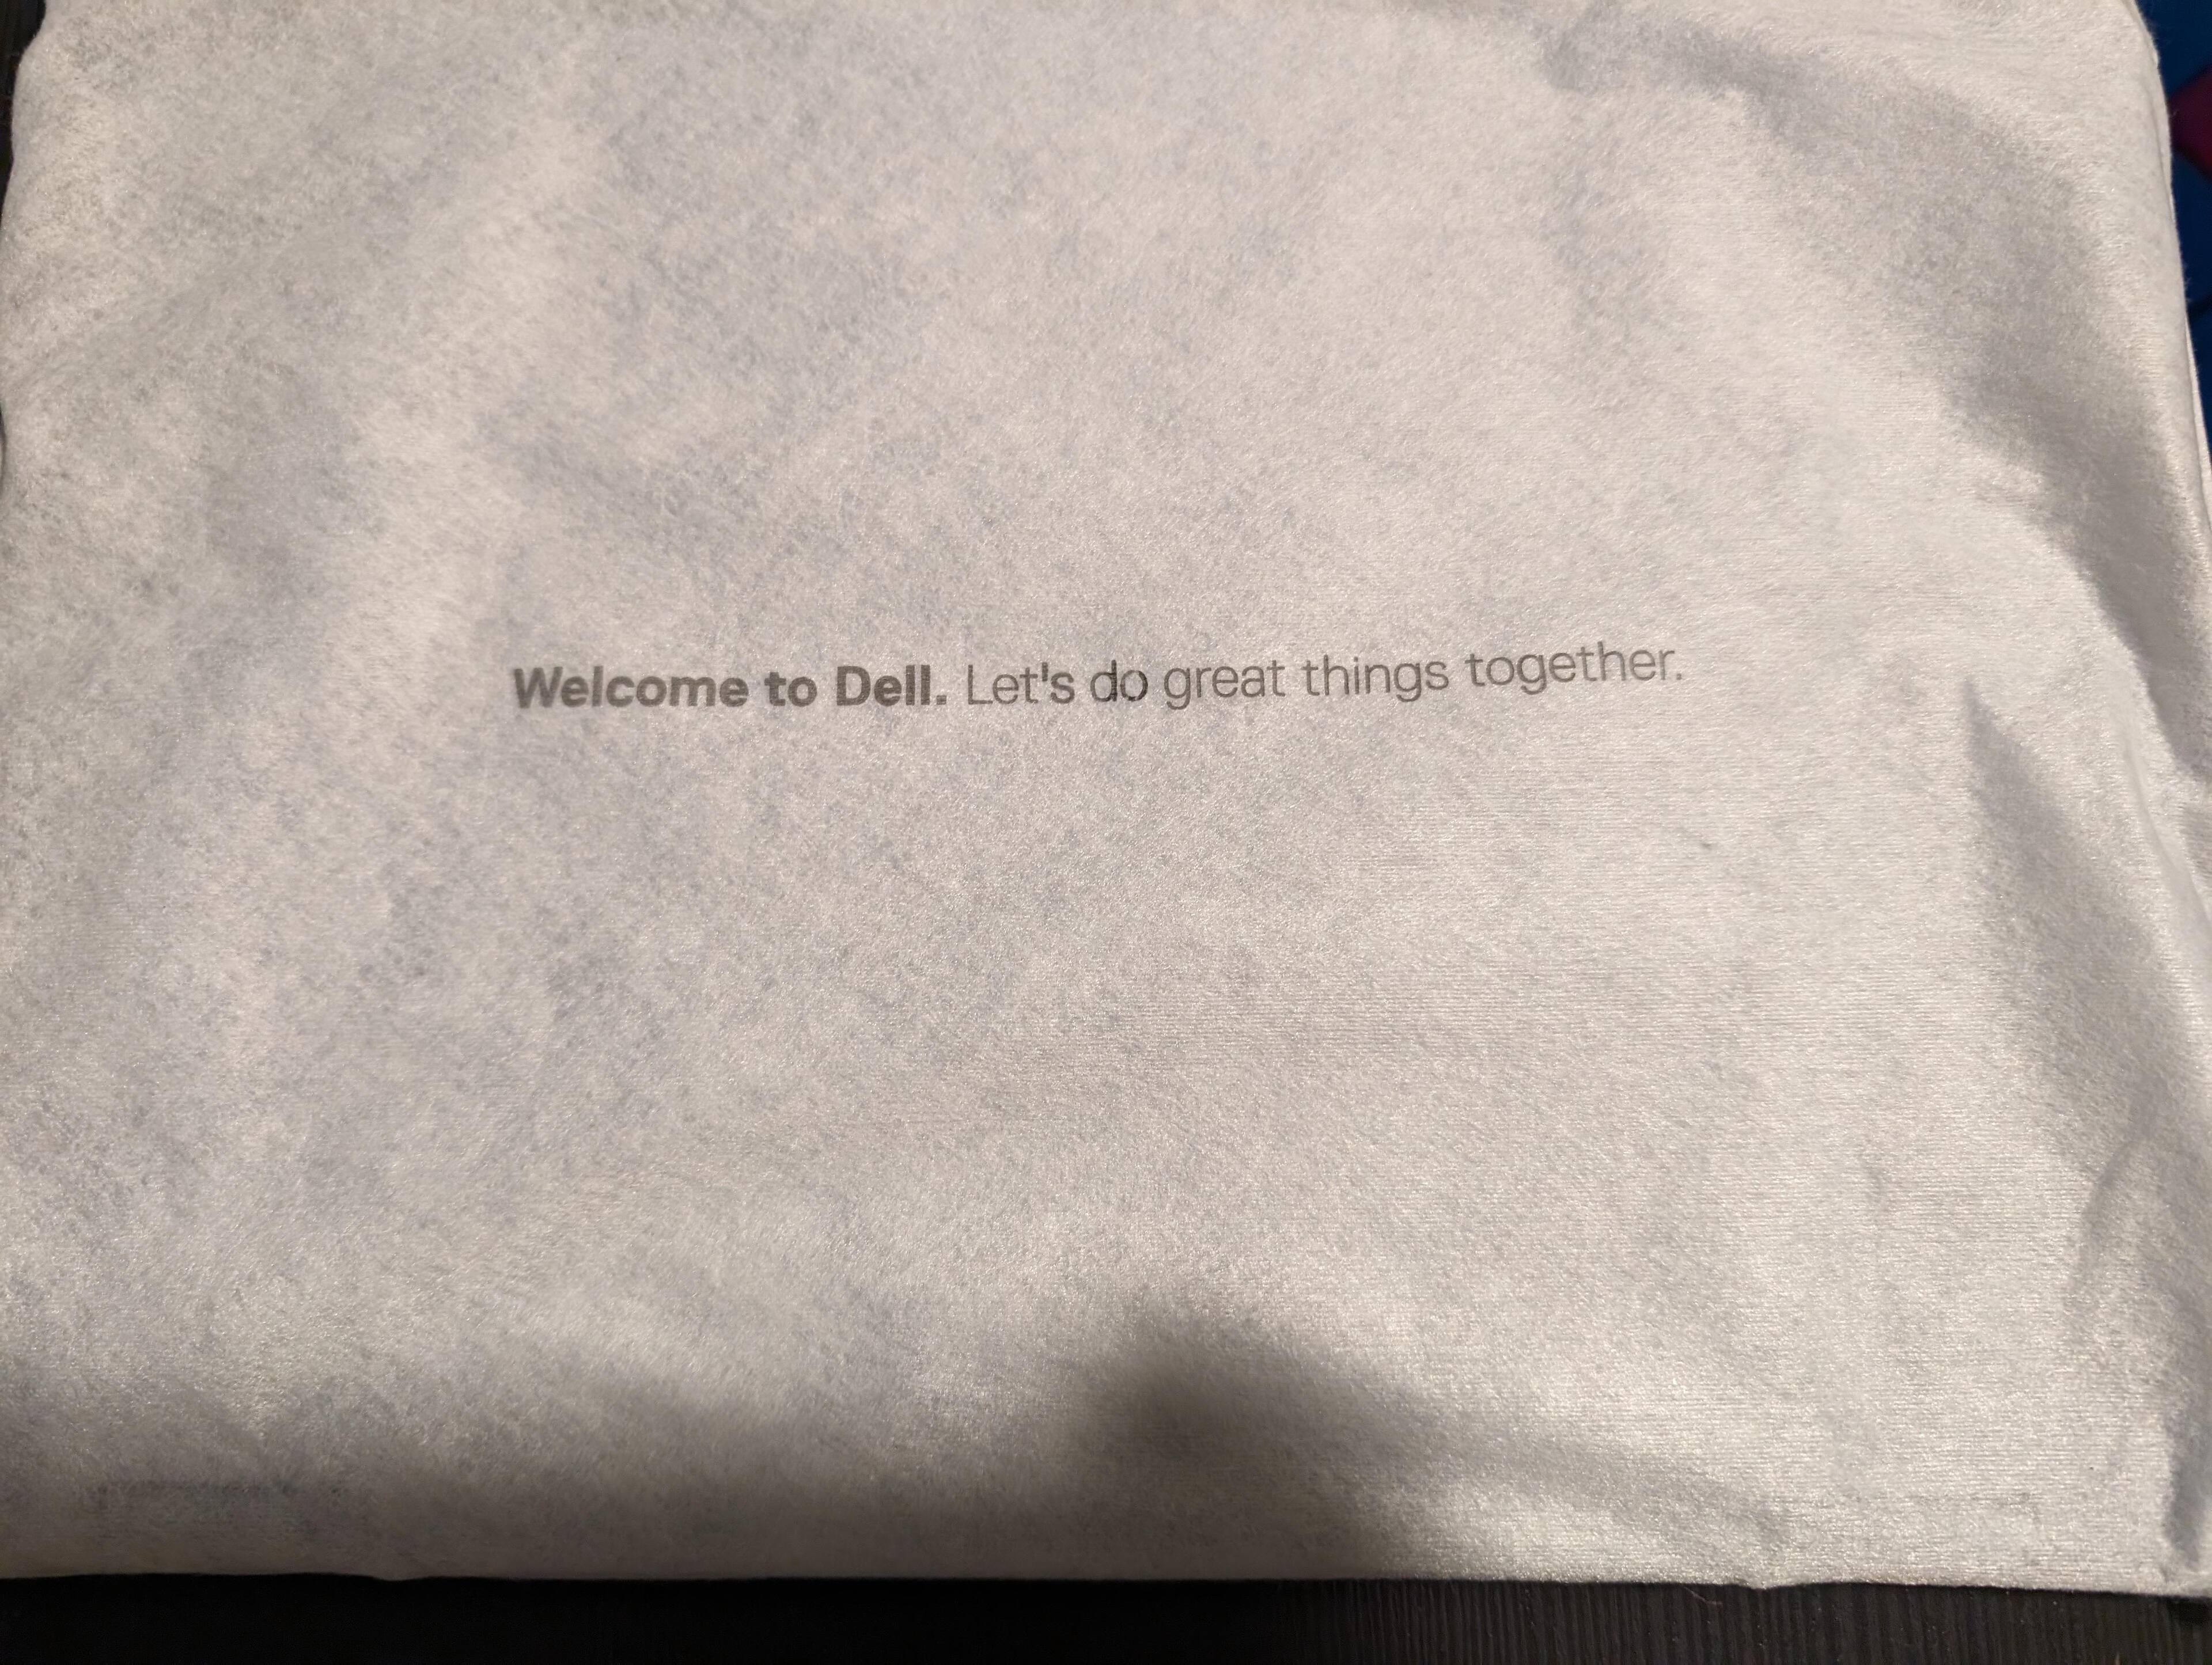 Welcome to Dell. Let's do great things together.